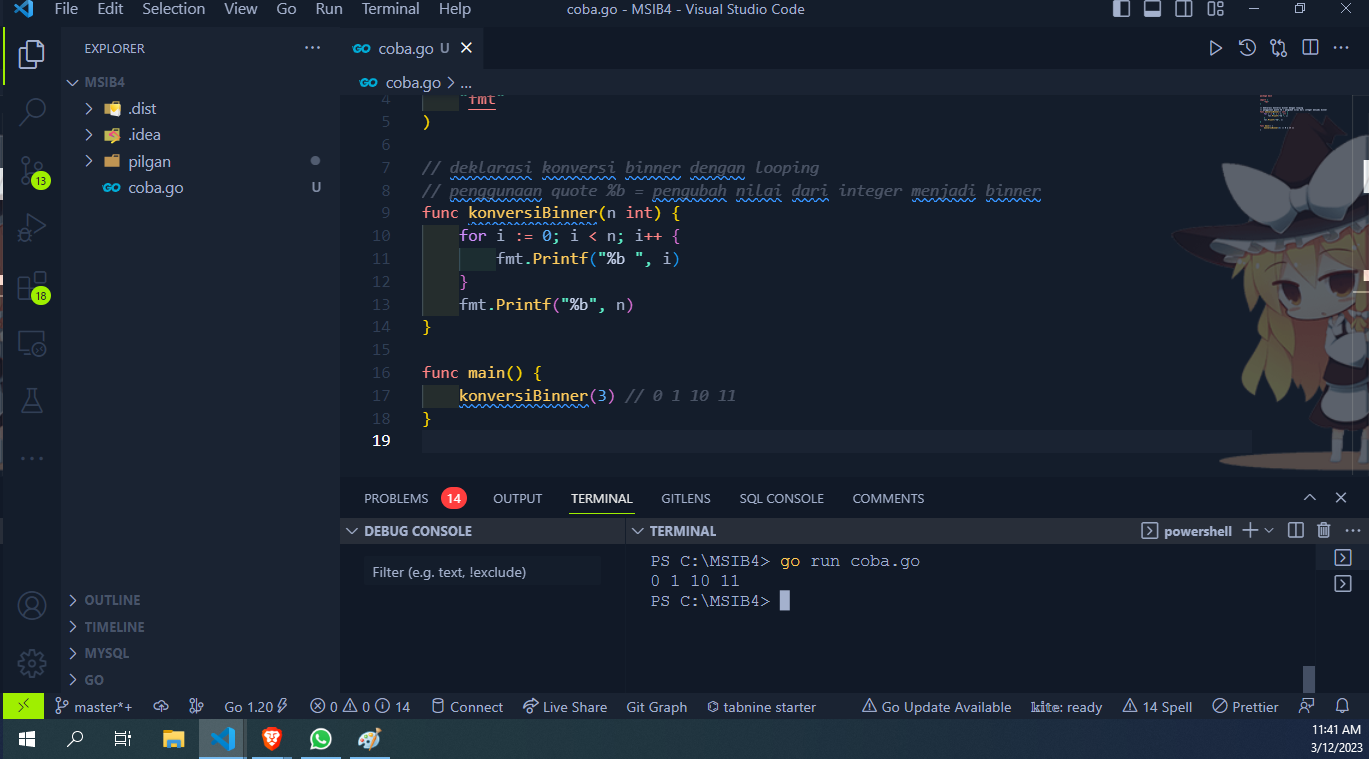 File Edit Selection View Go Run Terminal Help coba.go - MSIB4 - Visual Studio Code
EXPLORER ···
coba.go U
MSIB4
coba.go > ...
.dist
.idea
pilgan
coba.go U
13
18
4 "fmt"
5 )
6
7 // deklarasi konversi binner dengan looping
8 // penggunaan quote %b = pengubah nilai dari integer menjadi binner
9 func konversiBinner(n int) {
10 for i := 0; i < n; i++ {
11 fmt.Printf("%b ", i)
12 }
13 fmt.Printf("%b", n)
14 }
15
16 func main() {
17 konversiBinner(3) // 0 1 10 11
18 }
19
PROBLEMS 14 OUTPUT TERMINAL GITLENS SQL CONSOLE COMMENTS
DEBUG CONSOLE
Filter (e.g. text, !exclude)
TERMINAL
powershell
PS C:\MSIB4> go run coba.go
0 1 10 11
PS C:\MSIB4>
OUTLINE
TIMELINE
MYSQL
GO
master*+ Go 1.20 0 0 14 Connect Live Share Git Graph tabnine starter Go Update Available kite: ready 14 Spell Prettier
11:41 AM
3/12/2023